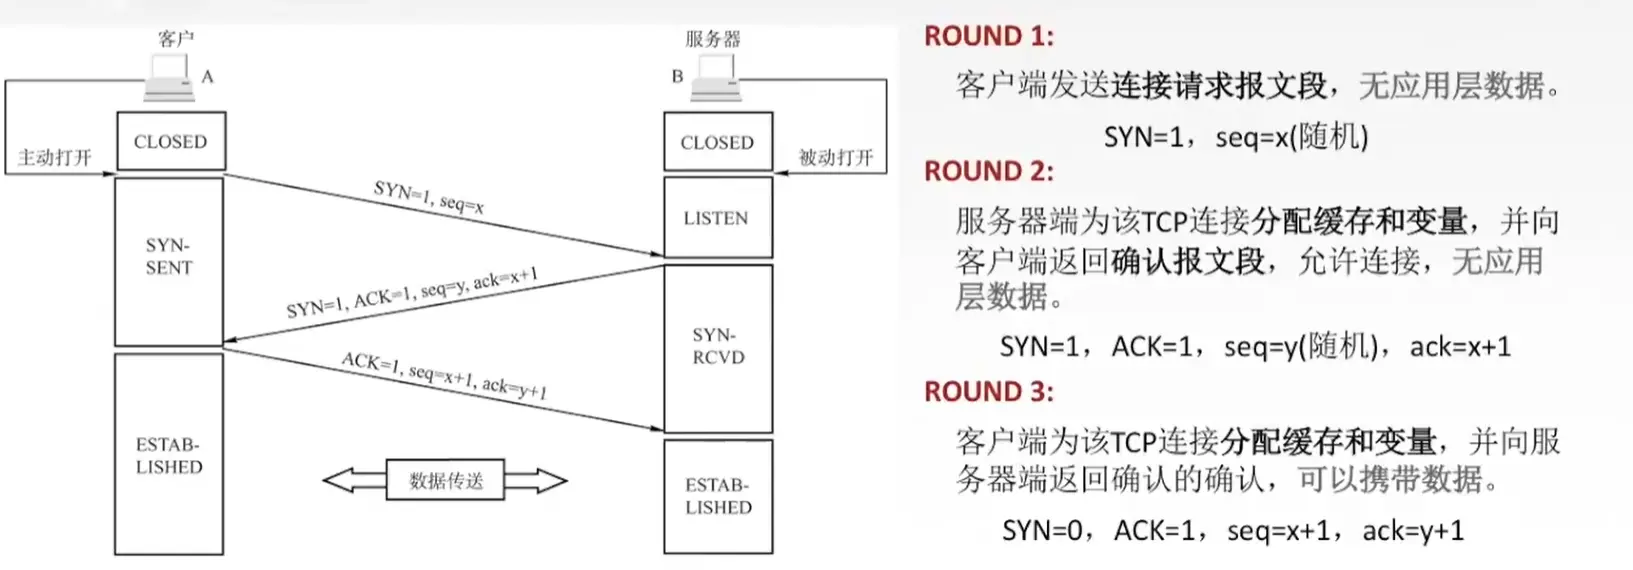 客户
A
服务器
B
CLOSED
CLOSED
主动打开
被动打开
SYN=1, seq=x
LISTEN
SYN-
SENT
SYN=1, ACK=1, seq=y, ack=x+1
SYN-
RCVD
ACK=1, seq=x+1, ack=y+1
ESTAB-
LISHED
数据传送
ESTAB-
LISHED
ROUND 1:
客户端发送连接请求报文段，无应用层数据。
SYN=1，seq=x(随机)
ROUND 2:
服务器端为该TCP连接分配缓存和变量，并向
客户端返回确认报文段，允许连接，无应用
层数据。
SYN=1，ACK=1，seq=y(随机)，ack=x+1
ROUND 3:
客户端为该TCP连接分配缓存和变量，并向服
务器端返回确认的确认，可以携带数据。
SYN=0，ACK=1，seq=x+1，ack=y+1